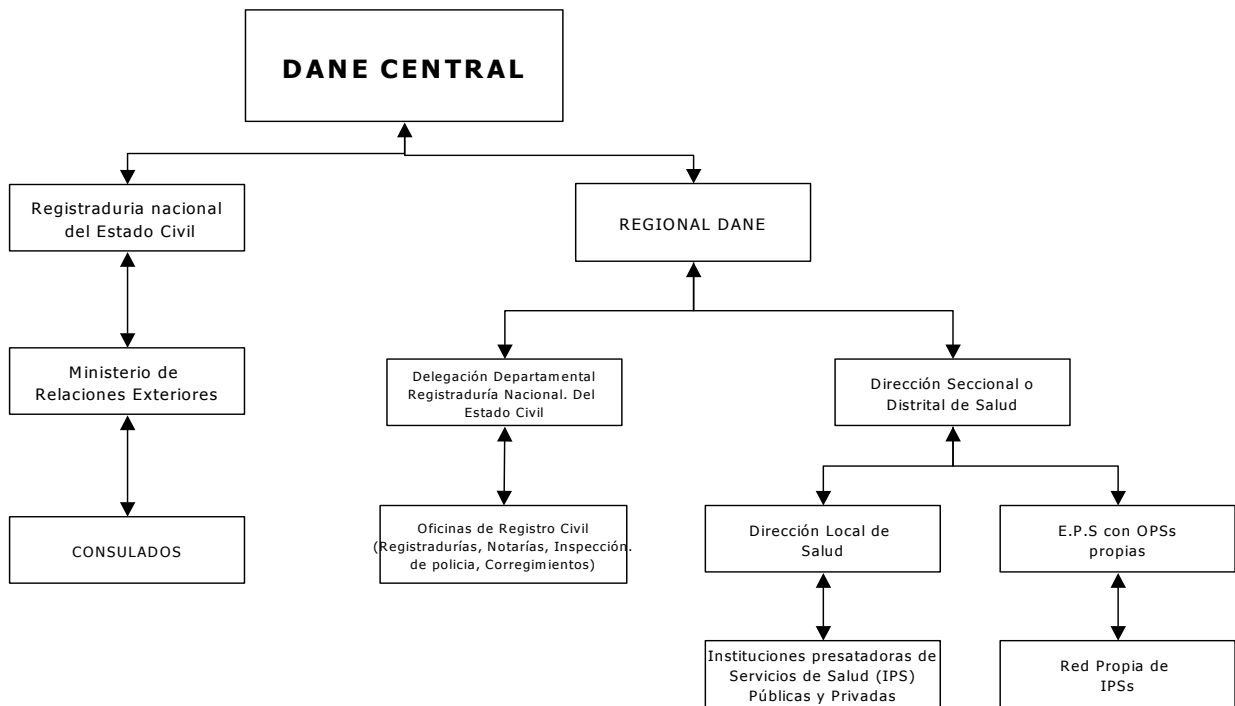 DANE CENTRAL
Registraduria nacional
del Estado Civil
REGIONAL DANE
Ministerio de
Relaciones Exteriores
Delegación Departamental
Registraduría Nacional. Del
Estado Civil
Dirección Seccional o
Distrital de Salud
CONSULADOS
Oficinas de Registro Civil
(Registradurías, Notarías, Inspección.
de policia, Corregimientos)
Dirección Local de
Salud
E.P.S con OPSs
propias
Instituciones presatadoras de
Servicios de Salud (IPS)
Públicas y Privadas
Red Propia de
IPSs